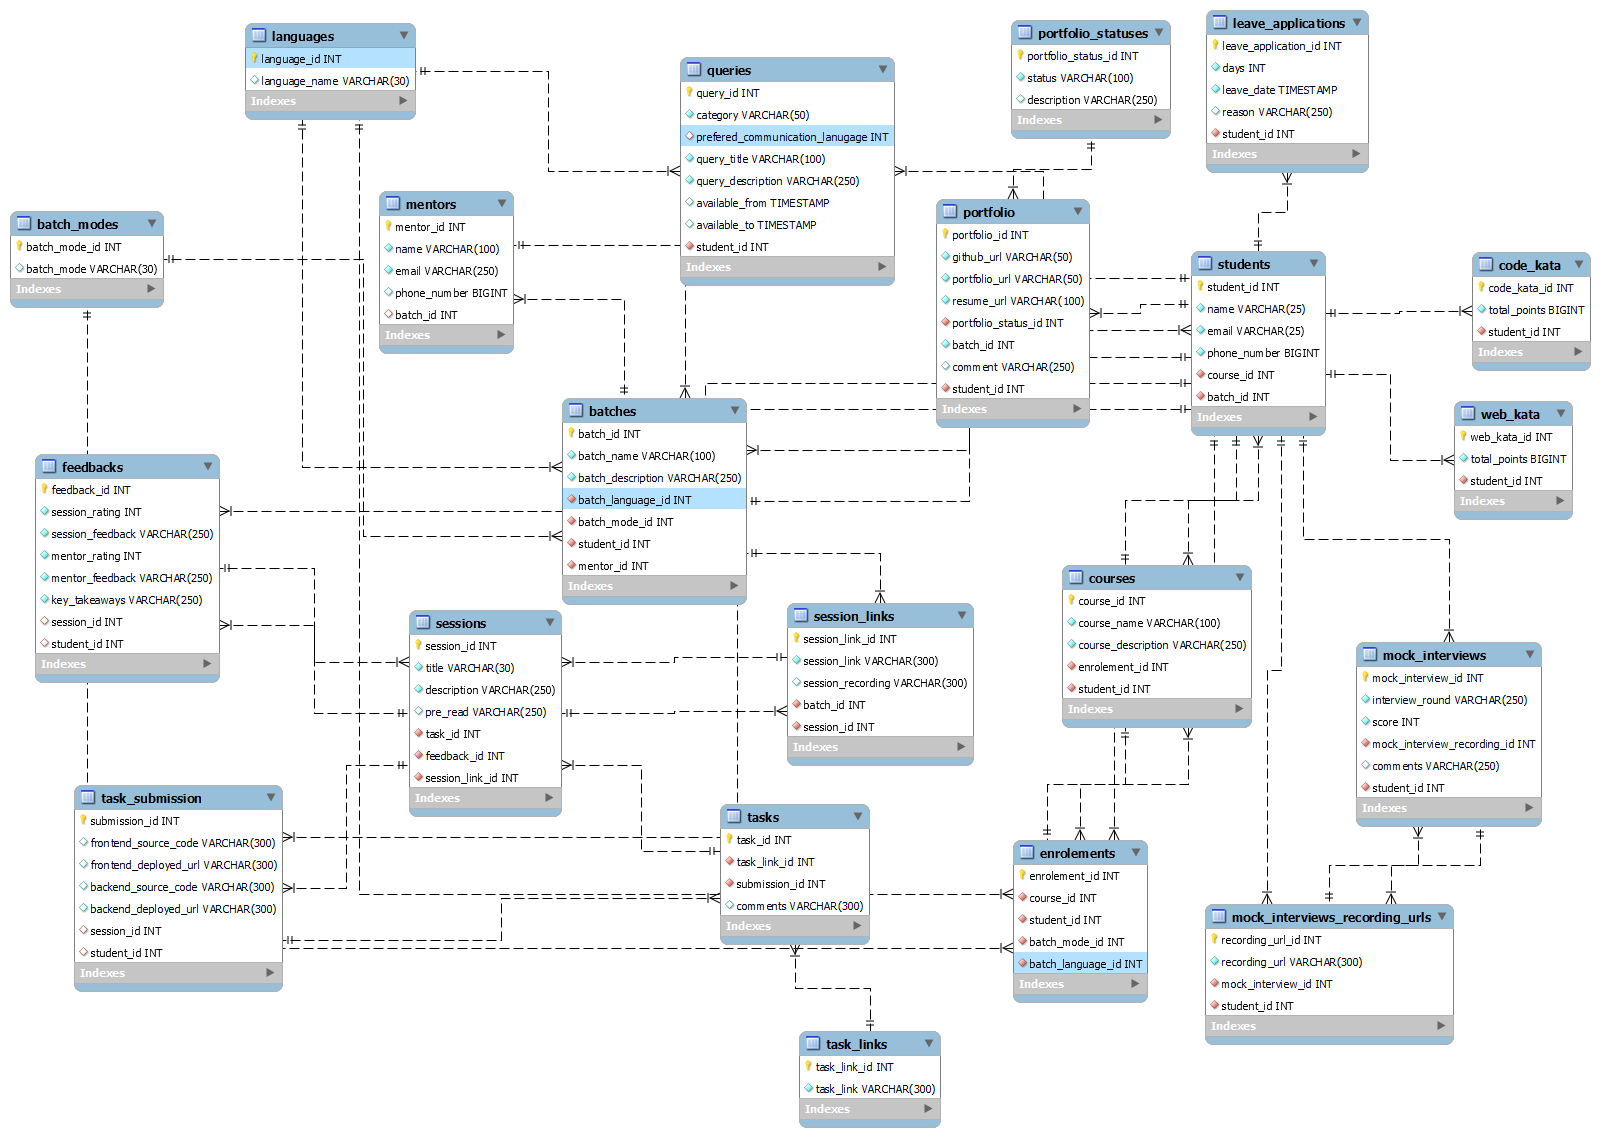 languages
language_id INT
language_name VARCHAR(30)
Indexes
queries
query_id INT
category VARCHAR(50)
prefered_communication_lanugage INT
query_title VARCHAR(100)
query_description VARCHAR(250)
available_from TIMESTAMP
available_to TIMESTAMP
student_id INT
Indexes
portfolio_statuses
portfolio_status_id INT
status VARCHAR(100)
description VARCHAR(250)
Indexes
leave_applications
leave_application_id INT
days INT
leave_date TIMESTAMP
reason VARCHAR(250)
student_id INT
Indexes
batch_modes
batch_mode_id INT
batch_mode VARCHAR(30)
Indexes
mentors
mentor_id INT
name VARCHAR(100)
email VARCHAR(250)
phone_number BIGINT
batch_id INT
Indexes
portfolio
portfolio_id INT
github_url VARCHAR(50)
portfolio_url VARCHAR(50)
resume_url VARCHAR(100)
portfolio_status_id INT
batch_id INT
comment VARCHAR(250)
student_id INT
Indexes
students
student_id INT
name VARCHAR(25)
email VARCHAR(25)
phone_number BIGINT
course_id INT
batch_id INT
Indexes
code_kata
code_kata_id INT
total_points BIGINT
student_id INT
Indexes
web_kata
web_kata_id INT
total_points BIGINT
student_id INT
Indexes
batches
batch_id INT
batch_name VARCHAR(100)
batch_description VARCHAR(250)
batch_language_id INT
batch_mode_id INT
student_id INT
mentor_id INT
Indexes
feedbacks
feedback_id INT
session_rating INT
session_feedback VARCHAR(250)
mentor_rating INT
mentor_feedback VARCHAR(250)
key_takeaways VARCHAR(250)
session_id INT
student_id INT
Indexes
sessions
session_id INT
title VARCHAR(30)
description VARCHAR(250)
pre_read VARCHAR(250)
task_id INT
feedback_id INT
session_link_id INT
Indexes
session_links
session_link_id INT
session_link VARCHAR(300)
session_recording VARCHAR(300)
batch_id INT
session_id INT
Indexes
courses
course_id INT
course_name VARCHAR(100)
course_description VARCHAR(250)
enrolement_id INT
student_id INT
Indexes
mock_interviews
mock_interview_id INT
interview_round VARCHAR(250)
score INT
mock_interview_recording_id INT
comments VARCHAR(250)
student_id INT
Indexes
task_submission
submission_id INT
frontend_source_code VARCHAR(300)
frontend_deployed_url VARCHAR(300)
backend_source_code VARCHAR(300)
backend_deployed_url VARCHAR(300)
session_id INT
student_id INT
Indexes
tasks
task_id INT
task_link_id INT
submission_id INT
comments VARCHAR(300)
Indexes
enrolements
enrolement_id INT
course_id INT
student_id INT
batch_mode_id INT
batch_language_id INT
Indexes
mock_interviews_recording_urls
recording_url_id INT
recording_url VARCHAR(300)
mock_interview_id INT
student_id INT
Indexes
task_links
task_link_id INT
task_link VARCHAR(300)
Indexes